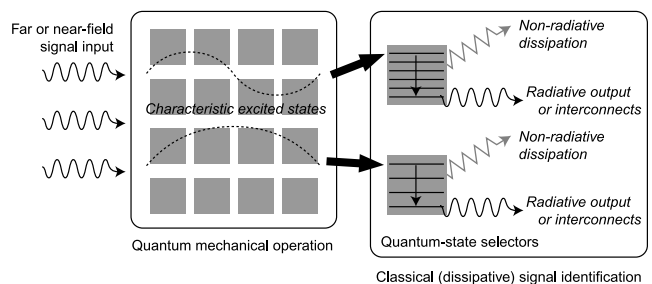 Far or near-field
signal input
Characteristic excited states
Quantum mechanical operation
Non-radiative
dissipation
Radiative output
or interconnects
Non-radiative
dissipation
Radiative output
or interconnects
Quantum-state selectors
Classical (dissipative) signal identification